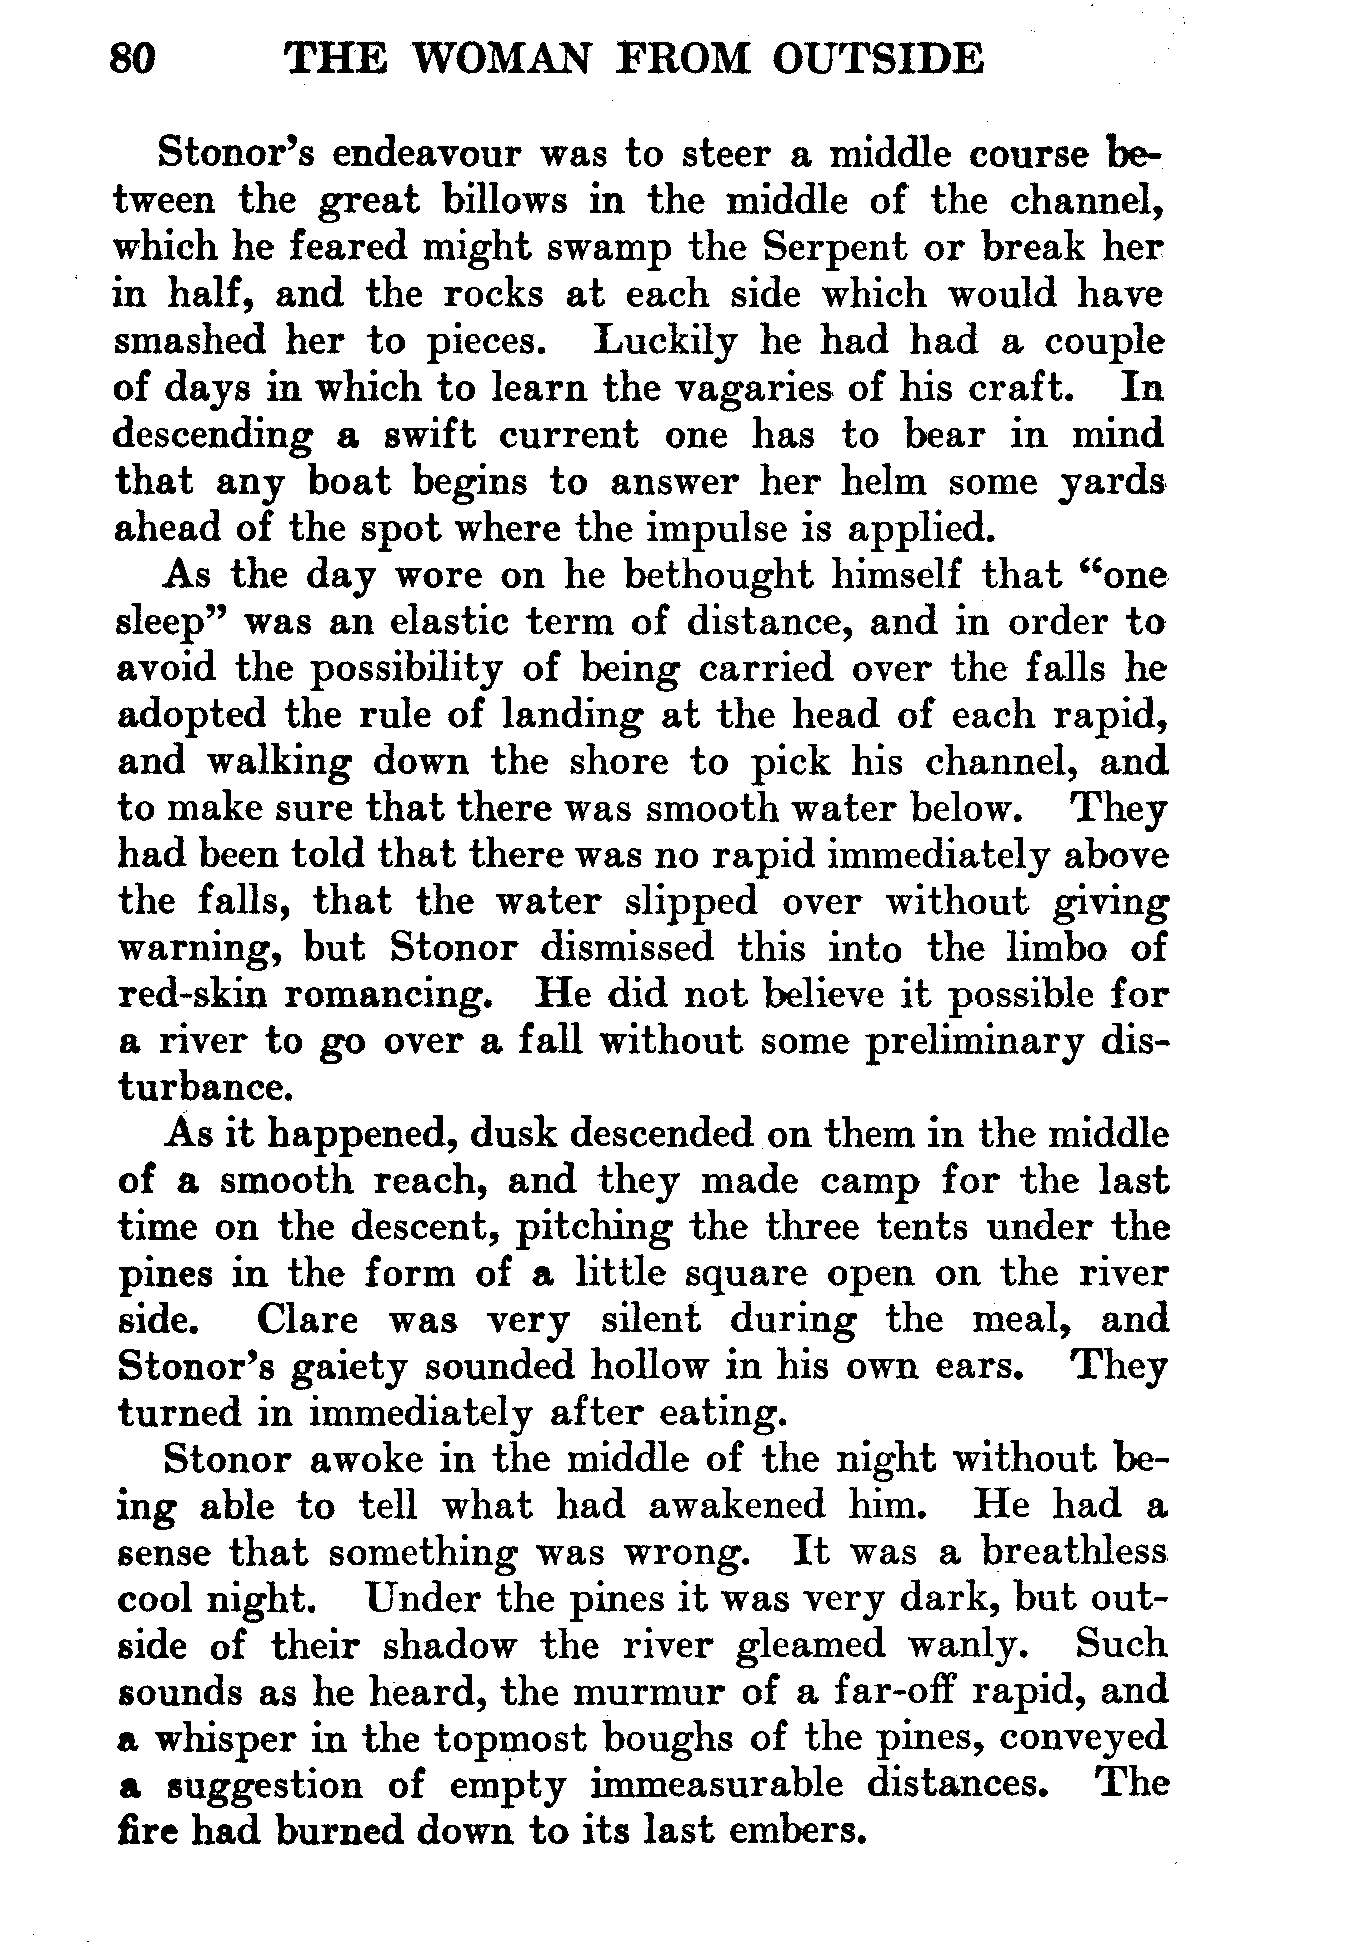 80 THE WOMAN FROM OUTSIDE
Stonor's endeavour was to steer a middle course be-
tween the great billows in the middle of the channel,
which he feared might swamp the Serpent or break her
in half, and the rocks at each side which would have
smashed her to pieces. Luckily he had had a couple
of days in which to learn the vagaries of his craft. In
descending a swift current one has to bear in mind
that any boat begins to answer her helm some yards
ahead of the spot where the impulse is applied.
As the day wore on he bethought himself that “one
sleep” was an elastic term of distance, and in order to
avoid the possibility of being carried over the falls he
adopted the rule of landing at the head of each rapid,
and walking down the shore to pick his channel, and
to make sure that there was smooth water below. They
had been told that there was no rapid immediately above
the falls, that the water slipped over without giving
warning, but Stonor dismissed this into the limbo of
red-skin romancing. He did not believe it possible for
a river to go over a fall without some preliminary dis-
turbance.
As it happened, dusk descended on them in the middle
of a smooth reach, and they made camp for the last
time on the descent, pitching the three tents under the
pines in the form of a little square open on the river
side. Clare was very silent during the meal, and
Stonor's gaiety sounded hollow in his own ears. They
turned in immediately after eating.
Stonor awoke in the middle of the night without be-
ing able to tell what had awakened him. He had a
sense that something was wrong. It was a breathless
cool night. Under the pines it was very dark, but out-
side of their shadow the river gleamed wanly. Such
sounds as he heard, the murmur of a far-off rapid, and
a whisper in the topmost boughs of the pines, conveyed
a suggestion of empty immeasurable distances. The
fire had burned down to its last embers.